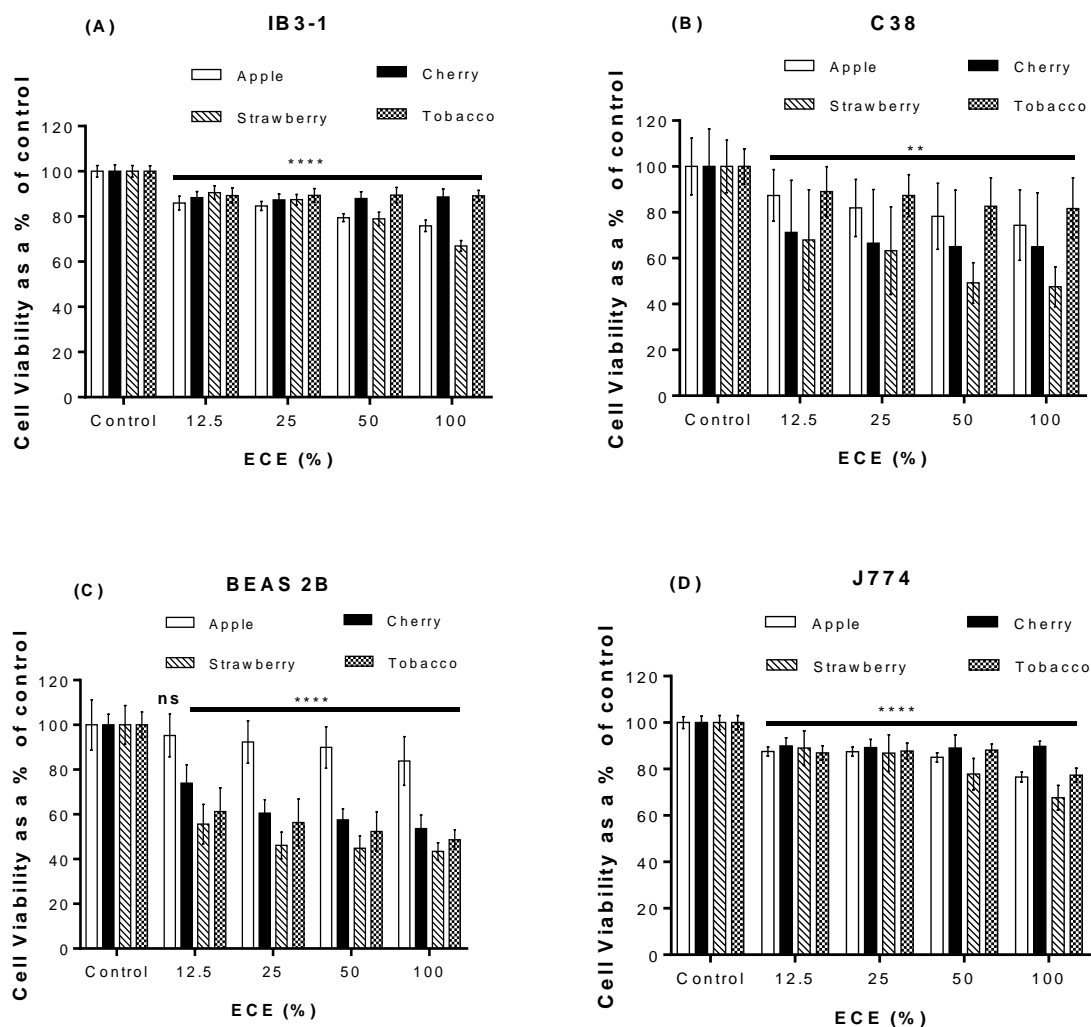 (A) IB3-1
Apple Cherry
Strawberry Tobacco
Cell Viability as a % of control
120
100
80
60
40
20
0
****
Control 12.5 25 50 100
ECE (%)
(B) C38
Apple Cherry
Strawberry Tobacco
Cell Viability as a % of control
120
100
80
60
40
20
0
**
Control 12.5 25 50 100
ECE (%)
(C) BEAS 2B
Apple Cherry
Strawberry Tobacco
Cell Viability as a % of control
120
100
80
60
40
20
0
ns ****
Control 12.5 25 50 100
ECE (%)
(D) J774
Apple Cherry
Strawberry Tobacco
Cell Viability as a % of control
120
100
80
60
40
20
0
****
Control 12.5 25 50 100
ECE (%)